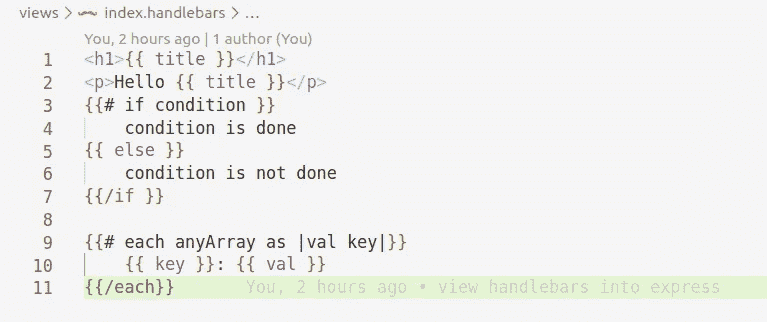 views > index.handlebars > ...
You, 2 hours ago | 1 author (You)
1 <h1>{{ title }}</h1>
2 <p>Hello {{ title }}</p>
3 {{# if condition }}
4     condition is done
5 {{ else }}
6     condition is not done
7 {{/if }}
8
9 {{# each anyArray as |val key|}}
10     {{ key }}: {{ val }}
11 {{/each}} You, 2 hours ago • view handlebars into express